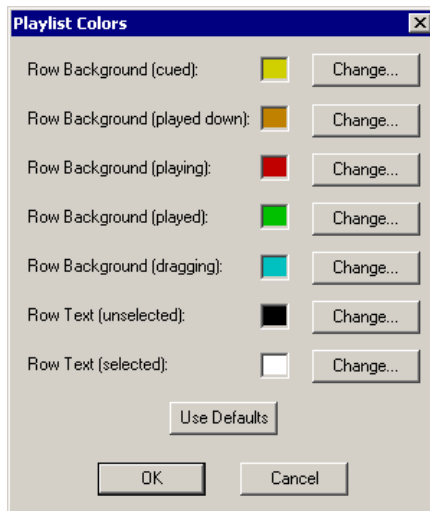 Playlist Colors
Row Background (cued): Change...
Row Background (played down): Change...
Row Background (playing): Change...
Row Background (played): Change...
Row Background (dragging): Change...
Row Text (unselected): Change...
Row Text (selected): Change...
Use Defaults
OK Cancel